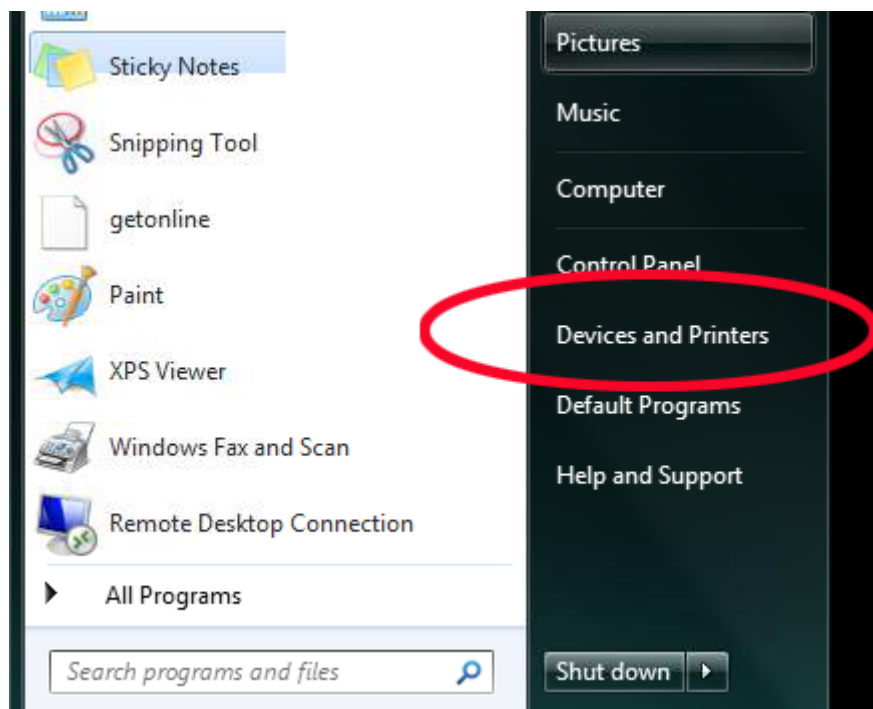 Sticky Notes
Snipping Tool
getonline
Paint
XPS Viewer
Windows Fax and Scan
Remote Desktop Connection
All Programs
Search programs and files
Pictures
Music
Computer
Control Panel
Devices and Printers
Default Programs
Help and Support
Shut down